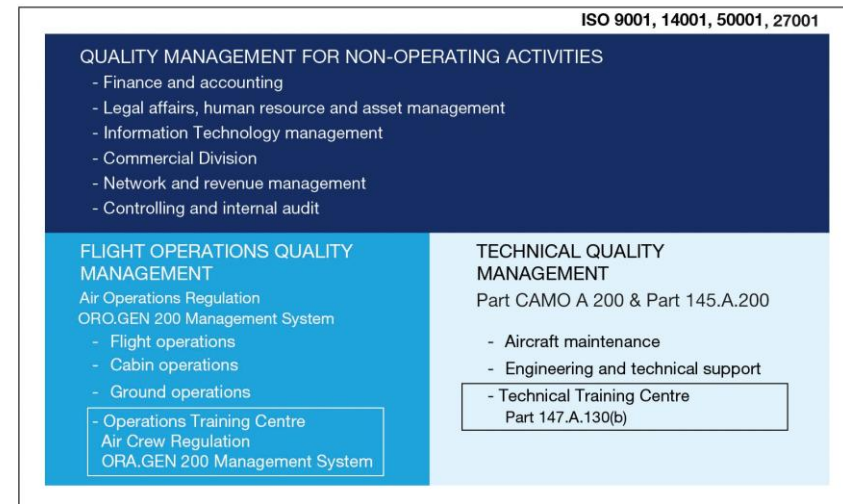 ISO 9001, 14001, 50001, 27001
QUALITY MANAGEMENT FOR NON-OPERATING ACTIVITIES
- Finance and accounting
- Legal affairs, human resource and asset management
- Information Technology management
- Commercial Division
- Network and revenue management
- Controlling and internal audit
FLIGHT OPERATIONS QUALITY
MANAGEMENT
Air Operations Regulation
ORO.GEN 200 Management System
- Flight operations
- Cabin operations
- Ground operations
- Operations Training Centre
Air Crew Regulation
ORA.GEN 200 Management System
TECHNICAL QUALITY
MANAGEMENT
Part CAMO A 200 & Part 145.A.200
- Aircraft maintenance
- Engineering and technical support
- Technical Training Centre
Part 147.A.130(b)